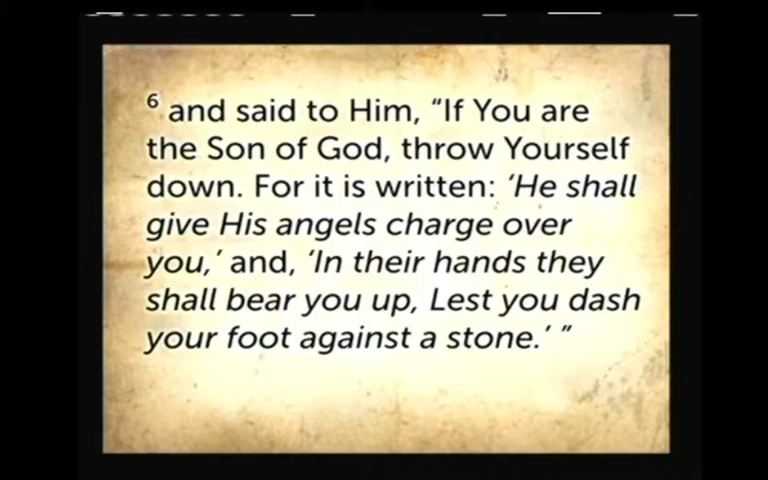 6 and said to Him, “If You are
the Son of God, throw Yourself
down. For it is written: ‘He shall
give His angels charge over
you,’ and, ‘In their hands they
shall bear you up, Lest you dash
your foot against a stone.’ ”